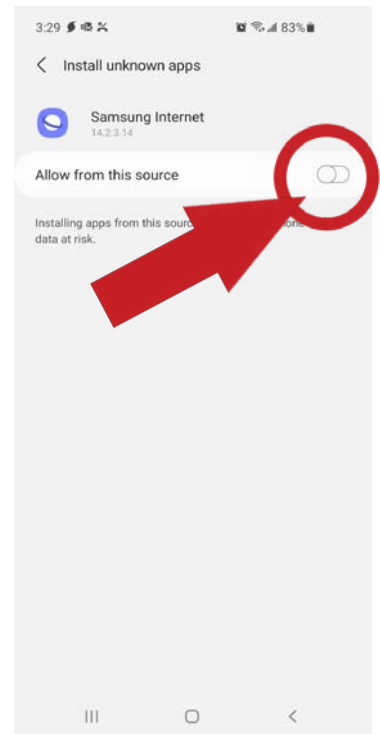 3:29 83%
Install unknown apps
Samsung Internet
14.2.3.14
Allow from this source
Installing apps from this
data at risk.